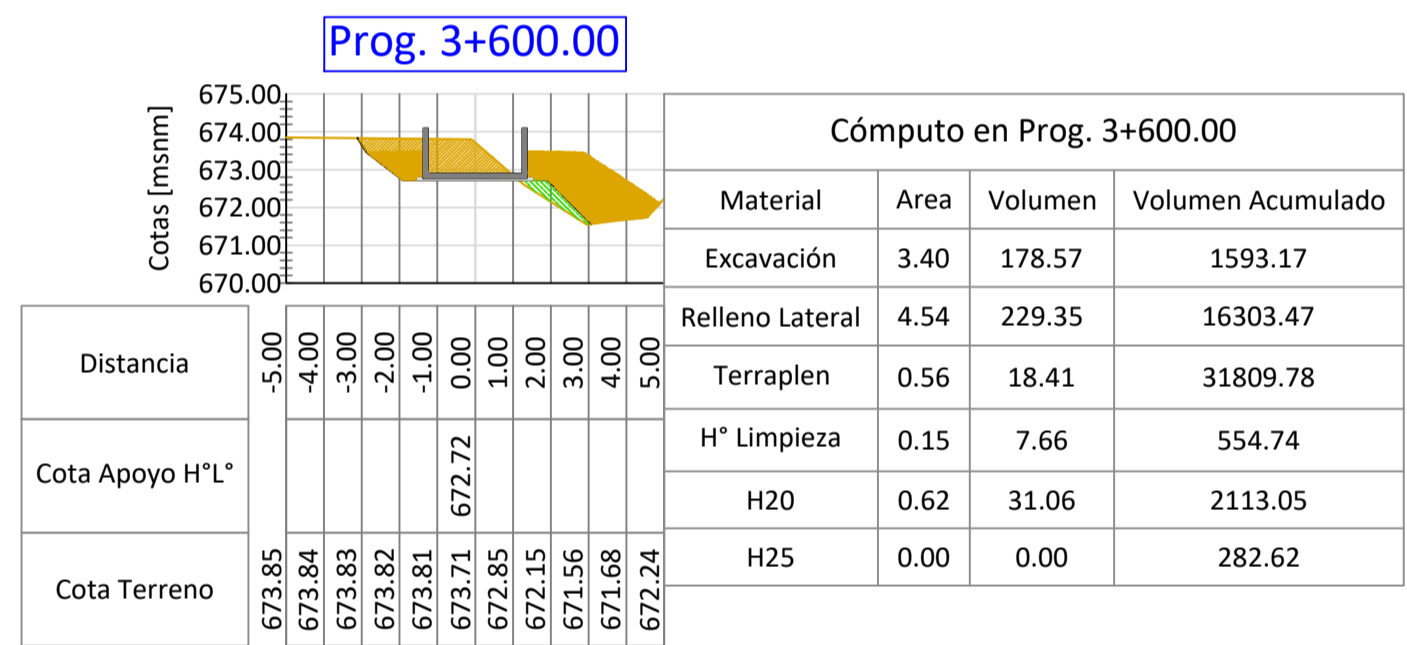 Prog. 3+600.00
Cotas [msnm]
675.00
674.00
673.00
672.00
671.00
670.00
Cómputo en Prog. 3+600.00
Material Area Volumen Volumen Acumulado
Excavación 3.40 178.57 1593.17
Relleno Lateral 4.54 229.35 16303.47
Terraplen 0.56 18.41 31809.78
H° Limpieza 0.15 7.66 554.74
H20 0.62 31.06 2113.05
H25 0.00 0.00 282.62
Distancia -5.00 -4.00 -3.00 -2.00 -1.00 0.00 1.00 2.00 3.00 4.00 5.00
Cota Apoyo H°L° 672.72
Cota Terreno 673.85 673.84 673.83 673.82 673.81 673.71 672.85 672.15 671.56 671.68 672.24